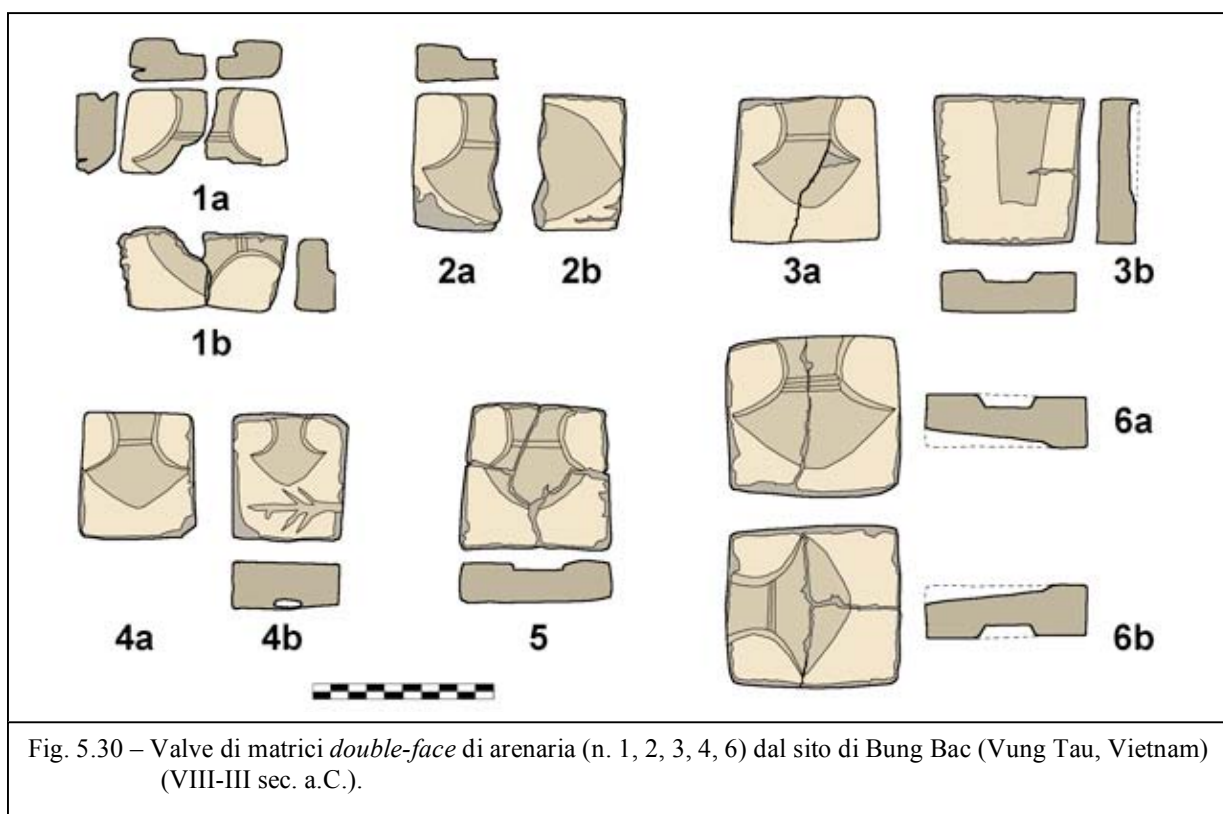 1a
1b
2a 2b
3a 3b
4a 4b 5
6a
6b
Fig. 5.30 – Valve di matrici double-face di arenaria (n. 1, 2, 3, 4, 6) dal sito di Bung Bac (Vung Tau, Vietnam)
(VIII-III sec. a.C.).